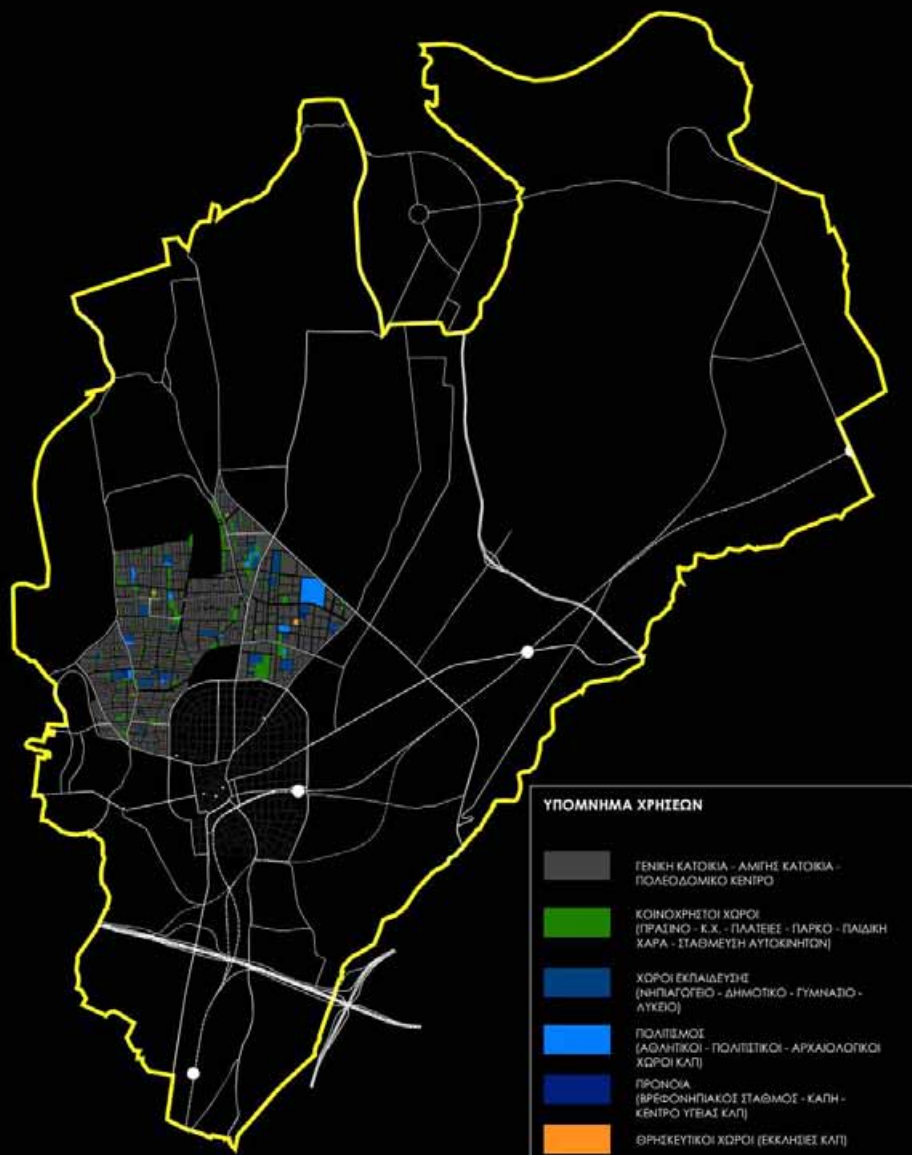 ΥΠΟΜΝΗΜΑ ΧΡΗΣΕΩΝ
ΓΕΝΙΚΗ ΚΑΤΟΙΚΙΑ - ΑΜΙΓΗΣ ΚΑΤΟΙΚΙΑ -
ΠΟΛΕΟΔΟΜΙΚΟ ΚΕΝΤΡΟ
ΚΟΙΝΟΧΡΗΣΤΟΙ ΧΩΡΟΙ
(ΠΡΑΣΙΝΟ - Κ.Χ. - ΠΛΑΤΕΙΕΣ - ΠΑΡΚΟ - ΠΑΙΔΙΚΗ
ΧΑΡΑ - ΣΤΑΘΜΕΥΣΗ ΑΥΤΟΚΙΝΗΤΩΝ)
ΧΩΡΟΙ ΕΚΠΑΙΔΕΥΣΗΣ
(ΝΗΠΙΑΓΩΓΕΙΟ - ΔΗΜΟΤΙΚΟ - ΓΥΜΝΑΣΙΟ -
ΛΥΚΕΙΟ)
ΠΟΛΙΤΙΣΜΟΣ
(ΑΘΛΗΤΙΚΟΙ - ΠΟΛΙΤΙΣΤΙΚΟΙ - ΑΡΧΑΙΟΛΟΓΙΚΟΙ
ΧΩΡΟΙ ΚΛΠ)
ΠΡΟΝΟΙΑ
(ΒΡΕΦΟΝΗΠΙΑΚΟΣ ΣΤΑΘΜΟΣ - ΚΑΠΗ -
ΚΕΝΤΡΟ ΥΓΕΙΑΣ ΚΛΠ)
ΘΡΗΣΚΕΥΤΙΚΟΙ ΧΩΡΟΙ (ΕΚΚΛΗΣΙΕΣ ΚΛΠ)